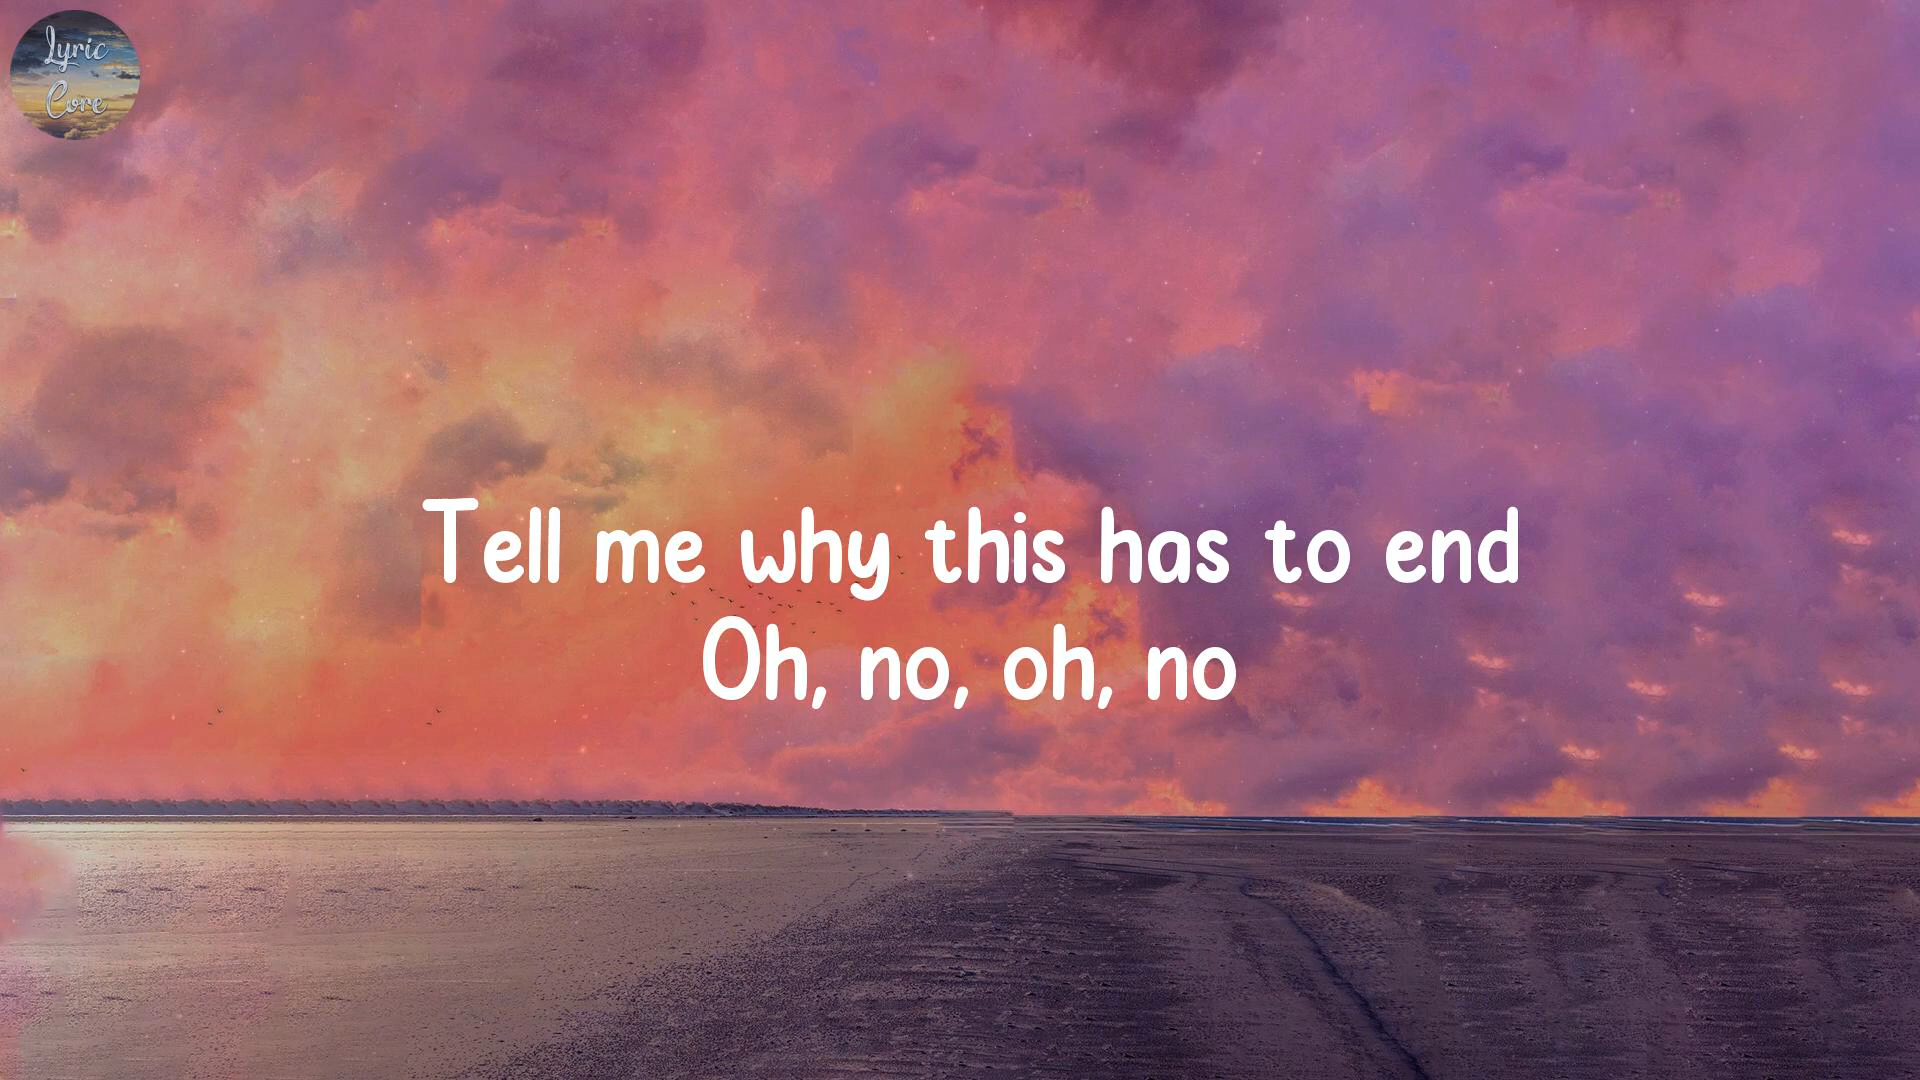 Lyric
Core
Tell me why this has to end
Oh, no, oh, no